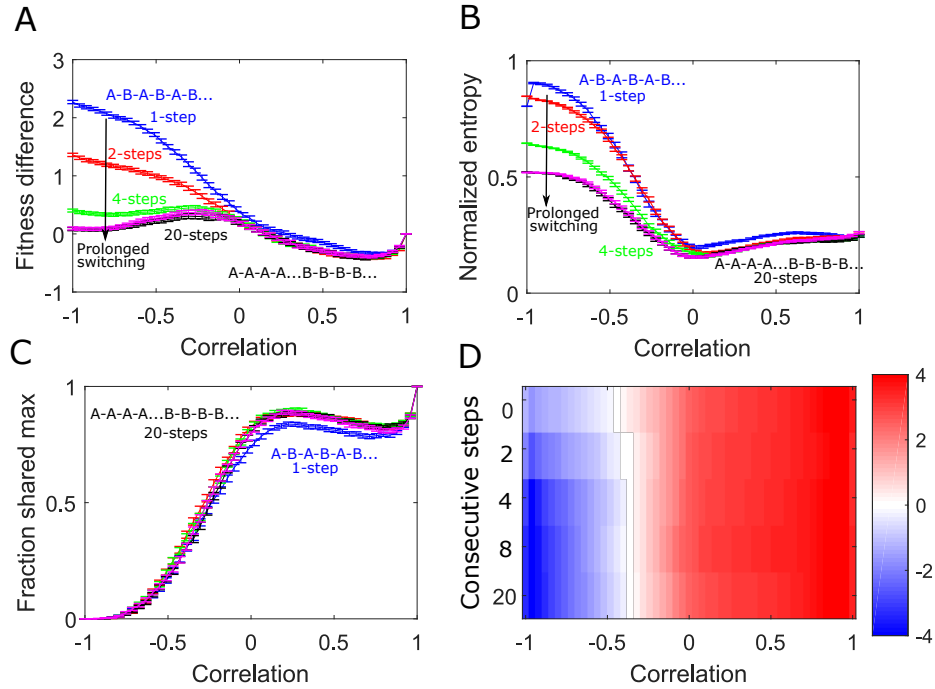 A
3
2
1
0
-1
Fitness difference
A-B-A-B-A-B...
1-step
2-steps
4-steps
20-steps
Prolonged
switching
A-A-A-A...B-B-B-B...
-1
-0.5
0
0.5
1
Correlation
B
1
0.5
0
Normalized entropy
A-B-A-B-A-B...
1-step
2-steps
Prolonged
switching
4-steps
A-A-A-A...B-B-B-B...
20-steps
-1
-0.5
0
0.5
1
Correlation
C
1
0.5
0
Fraction shared max
A-A-A-A...B-B-B-B...
20-steps
A-B-A-B-A-B...
1-step
-1
-0.5
0
0.5
1
Correlation
D
0
2
4
8
20
Consecutive steps
-1
-0.5
0
0.5
1
Correlation
4
2
0
-2
-4